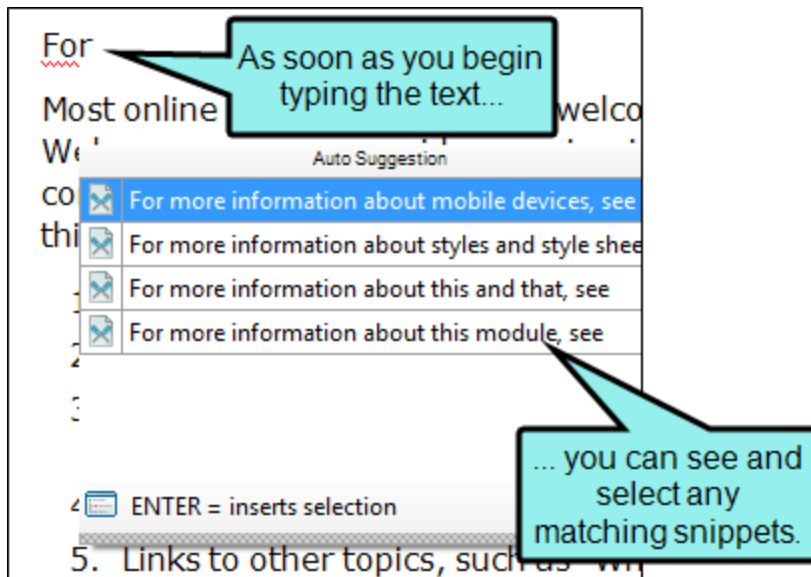 For
As soon as you begin
typing the text...
Most online welco
We
Auto Suggestion
co
For more information about mobile devices, see
thi
For more information about styles and style shee
For more information about this and that, see
For more information about this module, see
... you can see and
select any
matching snippets.
ENTER = inserts selection
5. Links to other topics, such as